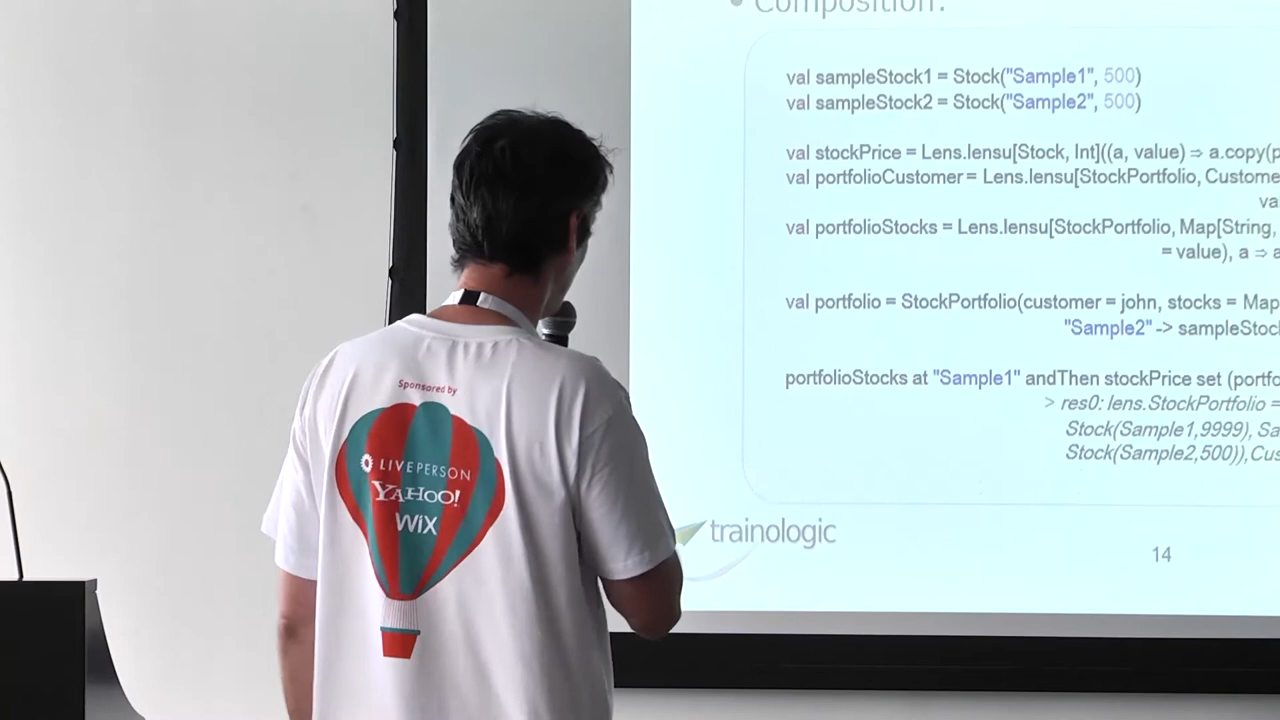 Composition:
val sampleStock1 = Stock("Sample1", 500)
val sampleStock2 = Stock("Sample2", 500)
val stockPrice = Lens.lensu[Stock, Int]((a, value) ⇒ a.copy(p
val portfolioCustomer = Lens.lensu[StockPortfolio, Custome
va
val portfolioStocks = Lens.lensu[StockPortfolio, Map[String,
= value), a ⇒ a
val portfolio = StockPortfolio(customer = john, stocks = Map
"Sample2" -> sampleStoc
portfolioStocks at "Sample1" andThen stockPrice set (portfo
> res0: lens.StockPortfolio =
Stock(Sample1,9999), Sa
Stock(Sample2,500)),Cus
trainologic
14
Sponsored by
LIVEPERSON
YAHOO!
WiX